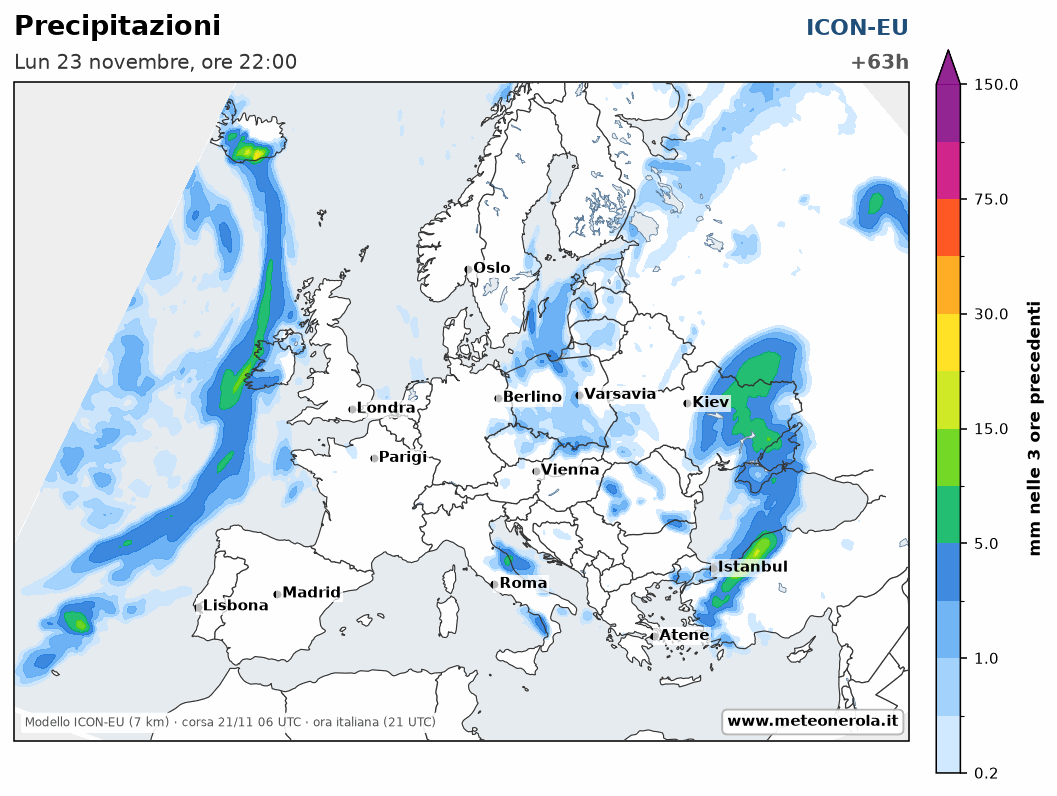 Precipitazioni
ICON-EU
Lun 23 novembre, ore 22:00
+63h
150.0
75.0
30.0
15.0
5.0
1.0
0.2
mm nelle 3 ore precedenti
Oslo
Berlino
Varsavia
Kiev
Londra
Parigi
Vienna
Istanbul
Roma
Madrid
Lisbona
Atene
Modello ICON-EU (7 km) · corsa 21/11 06 UTC · ora italiana (21 UTC)
www.meteonerola.it